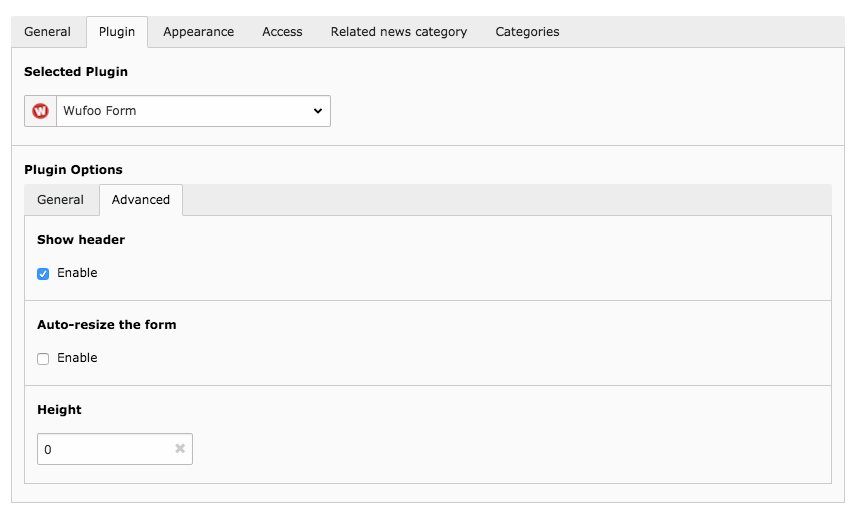 General Plugin Appearance Access Related news category Categories
Selected Plugin
W Wufoo Form
Plugin Options
General Advanced
Show header
Enable
Auto-resize the form
Enable
Height
0